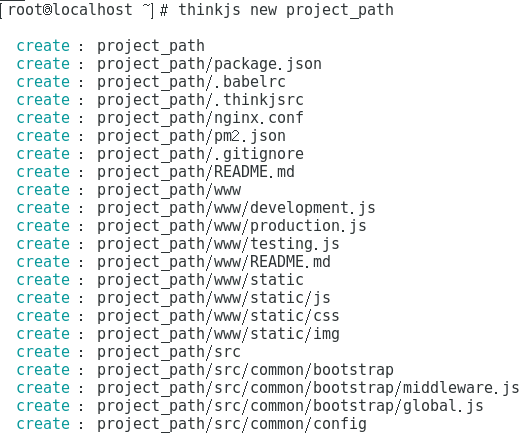 [root@localhost ~]# thinkjs new project_path
create : project_path
create : project_path/package.json
create : project_path/.babelrc
create : project_path/.thinkjsrc
create : project_path/nginx.conf
create : project_path/pm2.json
create : project_path/.gitignore
create : project_path/README.md
create : project_path/www
create : project_path/www/development.js
create : project_path/www/production.js
create : project_path/www/testing.js
create : project_path/www/README.md
create : project_path/www/static
create : project_path/www/static/js
create : project_path/www/static/css
create : project_path/www/static/img
create : project_path/src
create : project_path/src/common/bootstrap
create : project_path/src/common/bootstrap/middleware.js
create : project_path/src/common/bootstrap/global.js
create : project_path/src/common/config